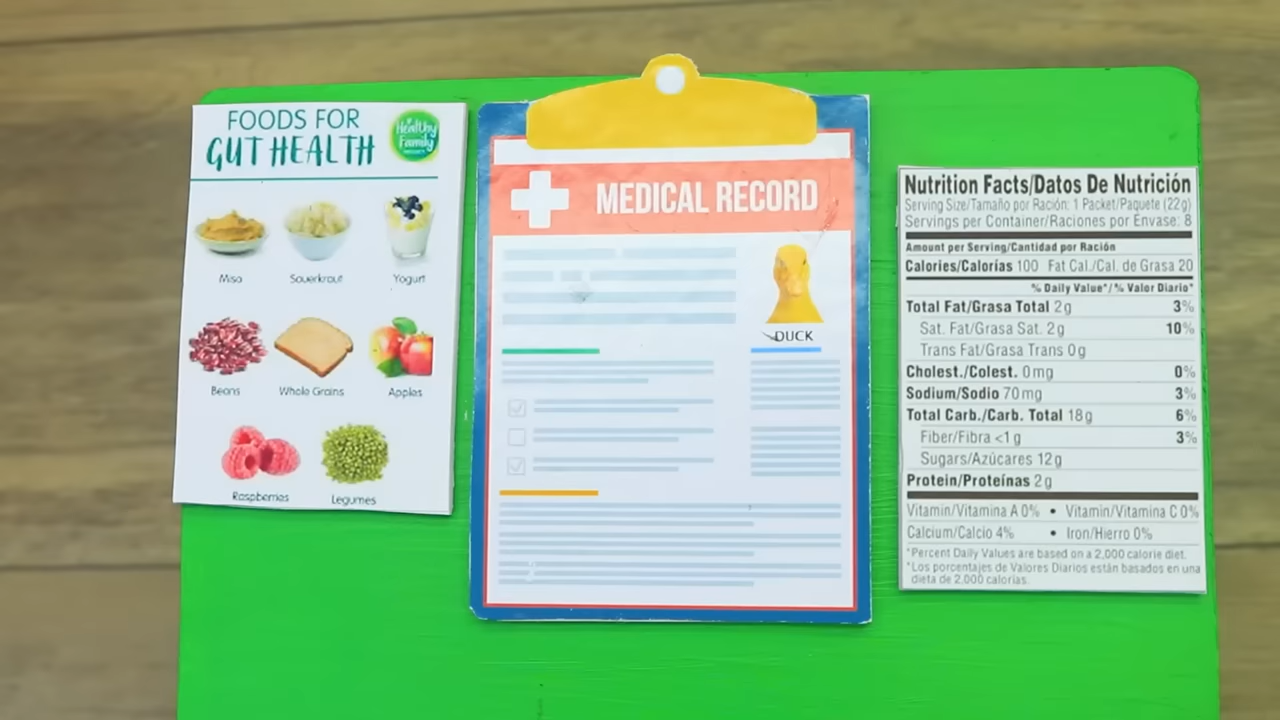 FOODS FOR
GUT HEALTH
Healthy
Family
Miso
Sauerkraut
Yogurt
Beans
Whole Grains
Apples
Raspberries
Legumes
MEDICAL RECORD
DUCK
Nutrition Facts/Datos De Nutrición
Serving Size/Tamaño por Ración: 1 Packet/Paquete (22g)
Servings per Container/Raciones por Envase: 8
Amount per Serving/Cantidad por Ración
Calories/Calorías 100 Fat Cal./Cal. de Grasa 20
% Daily Value*/% Valor Diario*
Total Fat/Grasa Total 2g 3%
Sat. Fat/Grasa Sat. 2g 10%
Trans Fat/Grasa Trans 0g
Cholest./Colest. 0mg 0%
Sodium/Sodio 70mg 3%
Total Carb./Carb. Total 18g 6%
Fiber/Fibra <1g 3%
Sugars/Azúcares 12g
Protein/Proteínas 2g
Vitamin/Vitamina A 0% • Vitamin/Vitamina C 0%
Calcium/Calcio 4% • Iron/Hierro 0%
*Percent Daily Values are based on a 2,000 calorie diet.
*Los porcentajes de Valores Diarios están basados en una
dieta de 2,000 calorías.